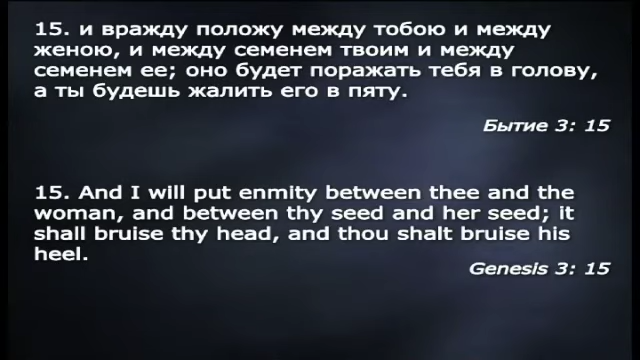 15. и вражду положу между тобою и между
женою, и между семенем твоим и между
семенем ее; оно будет поражать тебя в голову,
а ты будешь жалить его в пяту.
Бытие 3: 15
15. And I will put enmity between thee and the
woman, and between thy seed and her seed; it
shall bruise thy head, and thou shalt bruise his
heel.
Genesis 3: 15